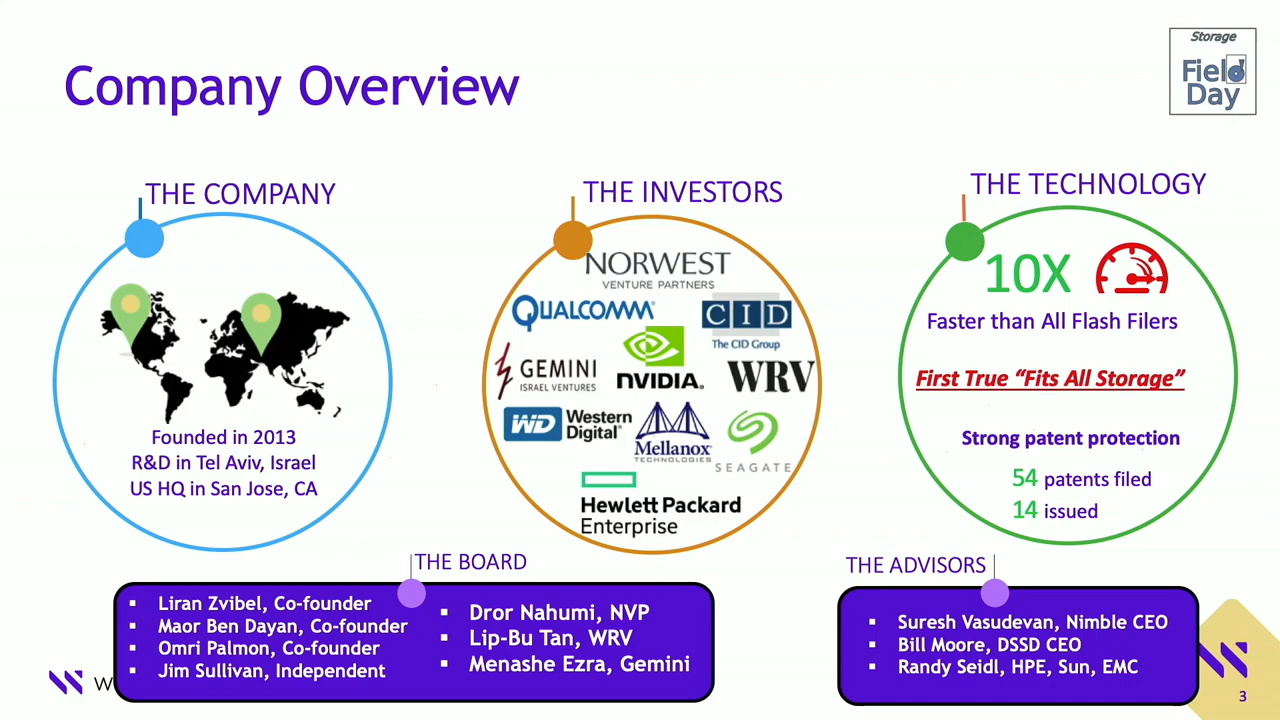 Storage
Field
Day
Company Overview
THE COMPANY
Founded in 2013
R&D in Tel Aviv, Israel
US HQ in San Jose, CA
THE INVESTORS
NORWEST
VENTURE PARTNERS
QUALCOMM
CID
The CID Group
GEMINI
ISRAEL VENTURES
NVIDIA.
WRV
WD Western
Digital
Mellanox
TECHNOLOGIES
SEAGATE
Hewlett Packard
Enterprise
THE TECHNOLOGY
10X
Faster than All Flash Filers
First True “Fits All Storage”
Strong patent protection
54 patents filed
14 issued
THE BOARD
▪ Liran Zvibel, Co-founder
▪ Maor Ben Dayan, Co-founder
▪ Omri Palmon, Co-founder
▪ Jim Sullivan, Independent
▪ Dror Nahumi, NVP
▪ Lip-Bu Tan, WRV
▪ Menashe Ezra, Gemini
THE ADVISORS
▪ Suresh Vasudevan, Nimble CEO
▪ Bill Moore, DSSD CEO
▪ Randy Seidl, HPE, Sun, EMC
W
3